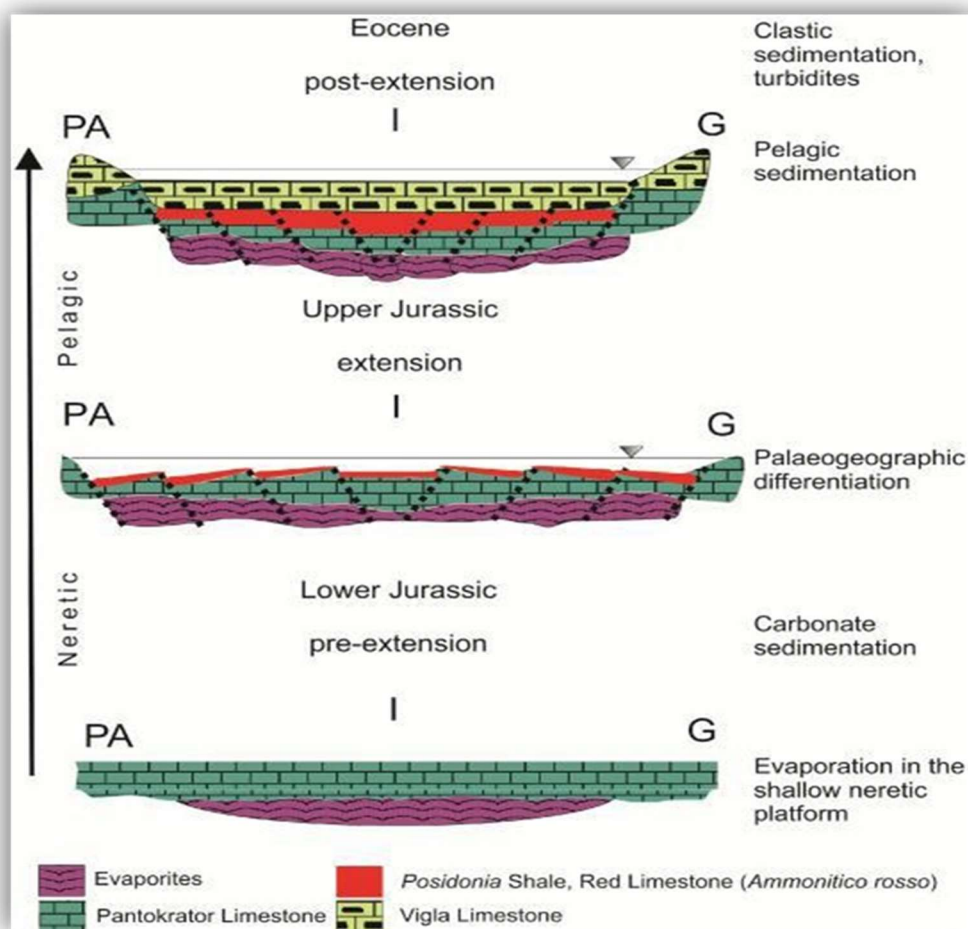 Eocene
post-extension
I
Clastic
sedimentation,
turbidites
PA
G
Pelagic
sedimentation
Pelagic
Upper Jurassic
extension
I
PA
G
Palaeogeographic
differentiation
Neretic
Lower Jurassic
pre-extension
I
Carbonate
sedimentation
PA
G
Evaporation in the
shallow neretic
platform
Evaporites
Posidonia Shale, Red Limestone (Ammonitico rosso)
Pantokrator Limestone
Vigla Limestone